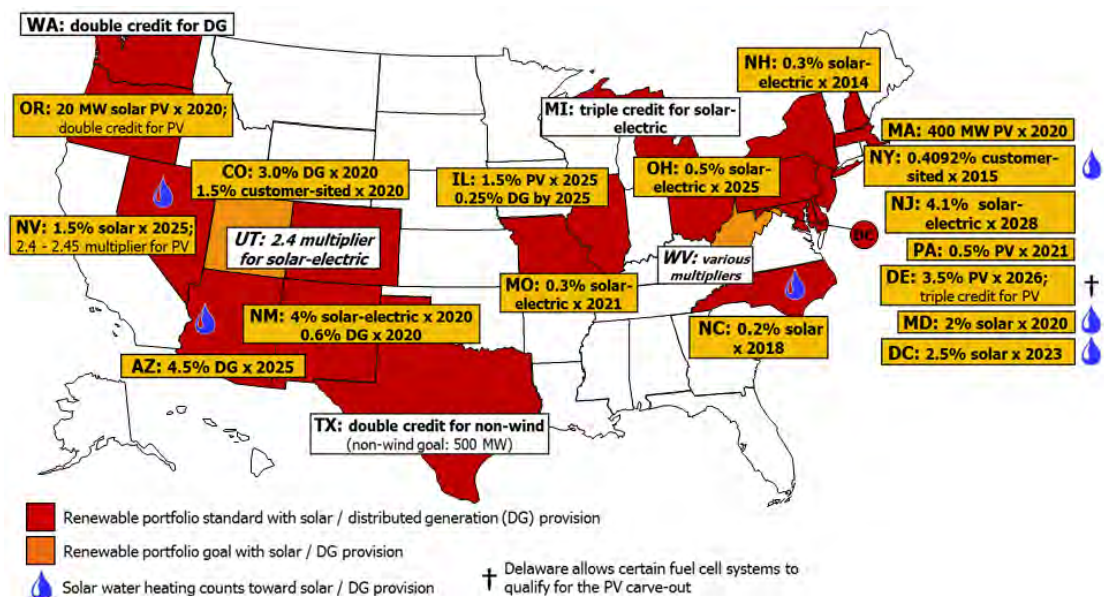 WA: double credit for DG
OR: 20 MW solar PV x 2020;
double credit for PV
NV: 1.5% solar x 2025;
2.4 - 2.45 multiplier for PV
CO: 3.0% DG x 2020
1.5% customer-sited x 2020
UT: 2.4 multiplier
for solar-electric
AZ: 4.5% DG x 2025
NM: 4% solar-electric x 2020
0.6% DG x 2020
TX: double credit for non-wind
(non-wind goal: 500 MW)
IL: 1.5% PV x 2025
0.25% DG by 2025
MO: 0.3% solar-
electric x 2021
MI: triple credit for solar-
electric
OH: 0.5% solar-
electric x 2025
WV: various
multipliers
NC: 0.2% solar
x 2018
NH: 0.3% solar-
electric x 2014
MA: 400 MW PV x 2020
NY: 0.4092% customer-
sited x 2015
NJ: 4.1% solar-
electric x 2028
PA: 0.5% PV x 2021
DE: 3.5% PV x 2026;
triple credit for PV
†
MD: 2% solar x 2020
DC: 2.5% solar x 2023
DC
Renewable portfolio standard with solar / distributed generation (DG) provision
Renewable portfolio goal with solar / DG provision
Solar water heating counts toward solar / DG provision
† Delaware allows certain fuel cell systems to
qualify for the PV carve-out